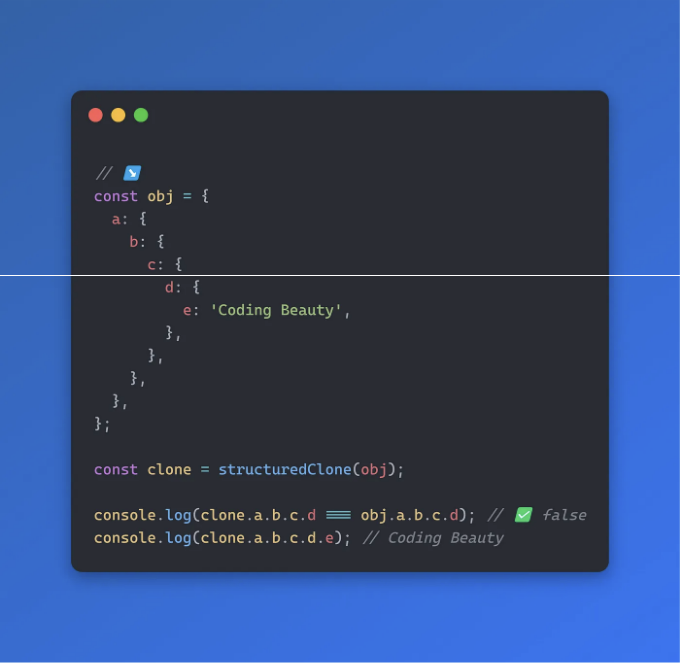 // ↘️
const obj = {
  a: {
    b: {
      c: {
        d: {
          e: 'Coding Beauty',
        },
      },
    },
  },
};
const clone = structuredClone(obj);
console.log(clone.a.b.c.d === obj.a.b.c.d); // ✅ false
console.log(clone.a.b.c.d.e); // Coding Beauty